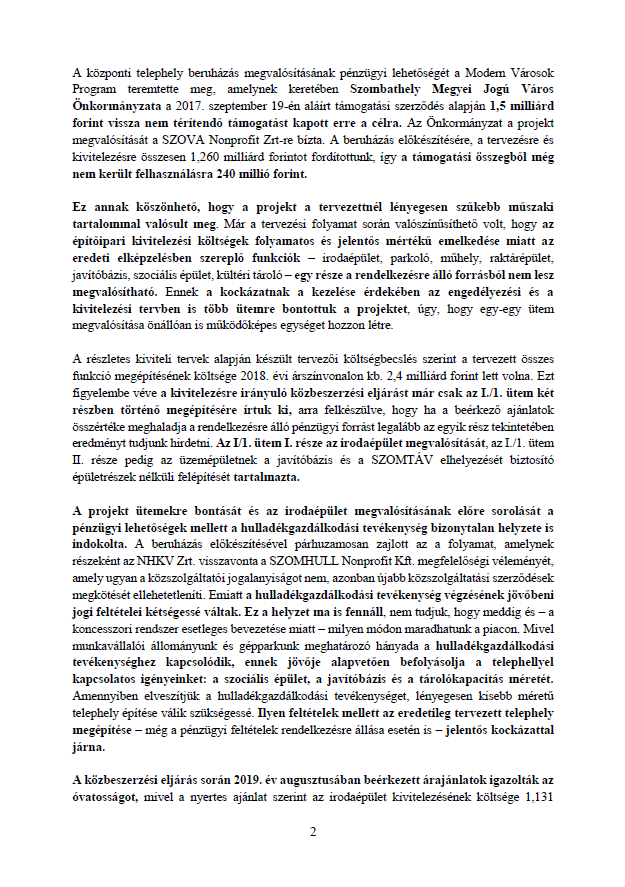 A központi telephely beruházás megvalósításának pénzügyi lehetőségét a Modern Városok
Program teremtette meg, amelynek keretében Szombathely Megyei Jogú Város
Önkormányzata a 2017. szeptember 19-én aláírt támogatási szerződés alapján 1,5 milliárd
forint vissza nem térítendő támogatást kapott erre a célra. Az Önkormányzat a projekt
megvalósítását a SZOVA Nonprofit Zrt-re bízta. A beruházás előkészítésére, a tervezésre és
kivitelezésre összesen 1,260 milliárd forintot fordítottunk, így a támogatási összegből még
nem került felhasználásra 240 millió forint.
Ez annak köszönhető, hogy a projekt a tervezettnél lényegesen szűkebb műszaki
tartalommal valósult meg. Már a tervezési folyamat során valószínűsíthető volt, hogy az
építőipari kivitelezési költségek folyamatos és jelentős mértékű emelkedése miatt az
eredeti elképzelésben szereplő funkciók – irodaépület, parkoló, műhely, raktárépület,
javítóbázis, szociális épület, kültéri tároló – egy része a rendelkezésre álló forrásból nem lesz
megvalósítható. Ennek a kockázatnak a kezelése érdekében az engedélyezési és a
kivitelezési tervben is több ütemre bontottuk a projektet, úgy, hogy egy-egy ütem
megvalósítása önállóan is működőképes egységet hozzon létre.
A részletes kiviteli tervek alapján készült tervezői költségbecslés szerint a tervezett összes
funkció megépítésének költsége 2018. évi árszínvonalon kb. 2,4 milliárd forint lett volna. Ezt
figyelembe véve a kivitelezésre irányuló közbeszerzési eljárást már csak az I./1. ütem két
részben történő megépítésére írtuk ki, arra felkészülve, hogy ha a beérkező ajánlatok
összértéke meghaladja a rendelkezésre álló pénzügyi forrást legalább az egyik rész tekintetében
eredményt tudjunk hirdetni. Az I/1. ütem I. része az irodaépület megvalósítását, az I./1. ütem
II. része pedig az üzemépületnek a javítóbázis és a SZOMTÁV elhelyezését biztosító
épületrészek nélküli felépítését tartalmazta.
A projekt ütemekre bontását és az irodaépület megvalósításának előre sorolását a
pénzügyi lehetőségek mellett a hulladékgazdálkodási tevékenység bizonytalan helyzete is
indokolta. A beruházás előkészítésével párhuzamosan zajlott az a folyamat, amelynek
részeként az NHKV Zrt. visszavonta a SZOMHULL Nonprofit Kft. megfelelőségi véleményét,
amely ugyan a közszolgáltatói jogalanyiságot nem, azonban újabb közszolgáltatási szerződések
megkötését ellehetetleníti. Emiatt a hulladékgazdálkodási tevékenység végzésének jövőbeni
jogi feltételei kétségessé váltak. Ez a helyzet ma is fennáll, nem tudjuk, hogy meddig és – a
koncesszori rendszer esetleges bevezetése miatt – milyen módon maradhatunk a piacon. Mivel
munkavállalói állományunk és gépparkunk meghatározó hányada a hulladékgazdálkodási
tevékenységhez kapcsolódik, ennek jövője alapvetően befolyásolja a telephellyel
kapcsolatos igényeinket: a szociális épület, a javítóbázis és a tárolókapacitás méretét.
Amennyiben elveszítjük a hulladékgazdálkodási tevékenységet, lényegesen kisebb méretű
telephely építése válik szükségessé. Ilyen feltételek mellett az eredetileg tervezett telephely
megépítése – még a pénzügyi feltételek rendelkezésre állása esetén is – jelentős kockázattal
járna.
A közbeszerzési eljárás során 2019. év augusztusában beérkezett árajánlatok igazolták az
óvatosságot, mivel a nyertes ajánlat szerint az irodaépület kivitelezésének költsége 1,131
2